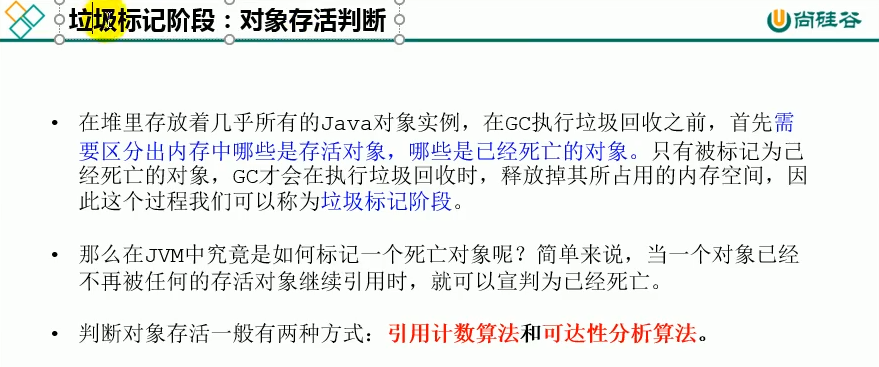 垃圾标记阶段：对象存活判断
尚硅谷
• 在堆里存放着几乎所有的Java对象实例，在GC执行垃圾回收之前，首先需
要区分出内存中哪些是存活对象，哪些是已经死亡的对象。只有被标记为己
经死亡的对象，GC才会在执行垃圾回收时，释放掉其所占用的内存空间，因
此这个过程我们可以称为垃圾标记阶段。
• 那么在JVM中究竟是如何标记一个死亡对象呢？简单来说，当一个对象已经
不再被任何的存活对象继续引用时，就可以宣判为已经死亡。
• 判断对象存活一般有两种方式：引用计数算法和可达性分析算法。